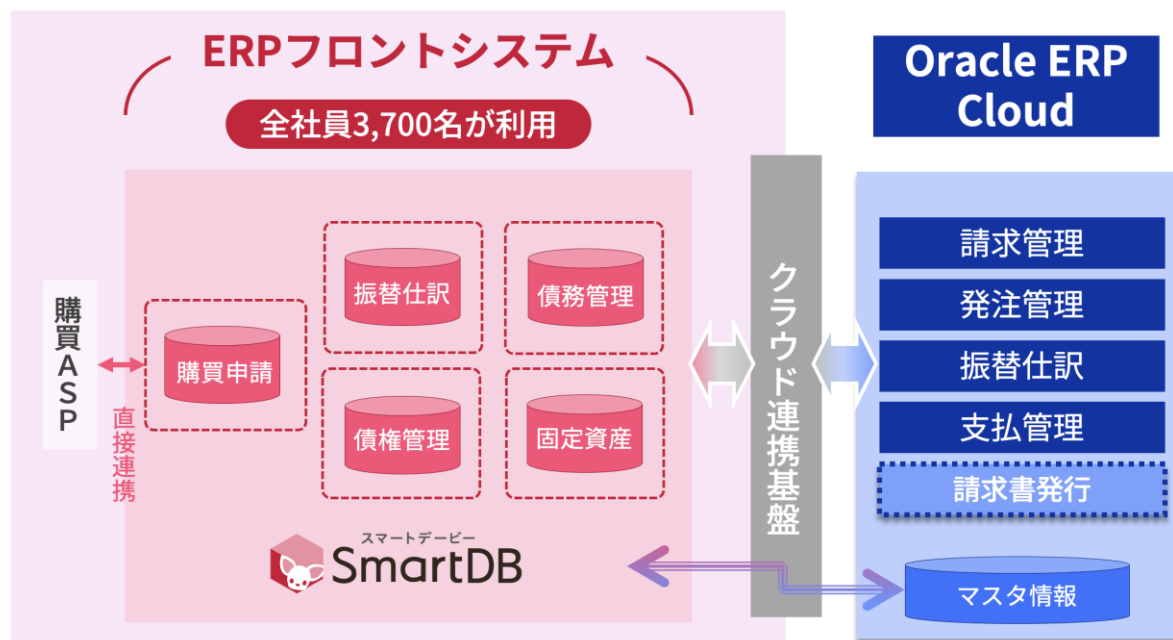 ERPフロントシステム
全社員3,700名が利用
購買ASP
直接連携
購買申請
振替仕訳
債務管理
債権管理
固定資産
スマートデービー
SmartDB
クラウド連携基盤
Oracle ERP
Cloud
請求管理
発注管理
振替仕訳
支払管理
請求書発行
マスタ情報